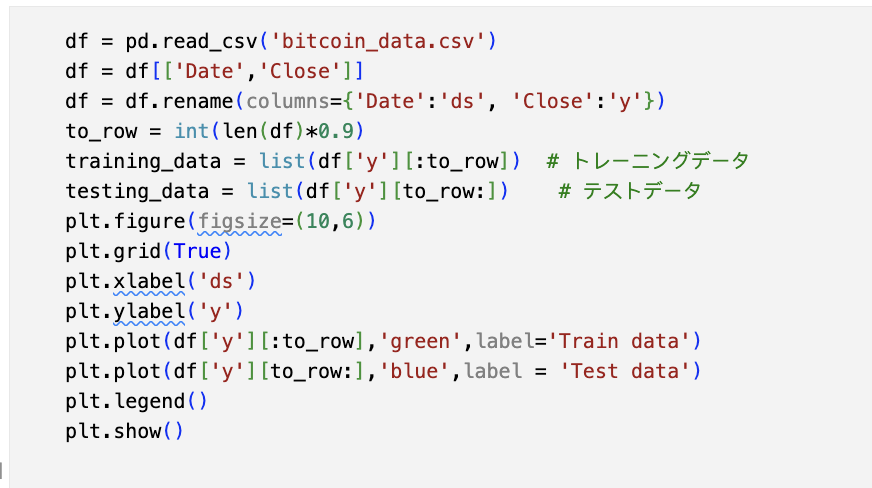 df = pd.read_csv('bitcoin_data.csv')
df = df[['Date','Close']]
df = df.rename(columns={'Date':'ds', 'Close':'y'})
to_row = int(len(df)*0.9)
training_data = list(df['y'][:to_row])  # トレーニングデータ
testing_data = list(df['y'][to_row:])    # テストデータ
plt.figure(figsize=(10,6))
plt.grid(True)
plt.xlabel('ds')
plt.ylabel('y')
plt.plot(df['y'][:to_row],'green',label='Train data')
plt.plot(df['y'][to_row:],'blue',label = 'Test data')
plt.legend()
plt.show()